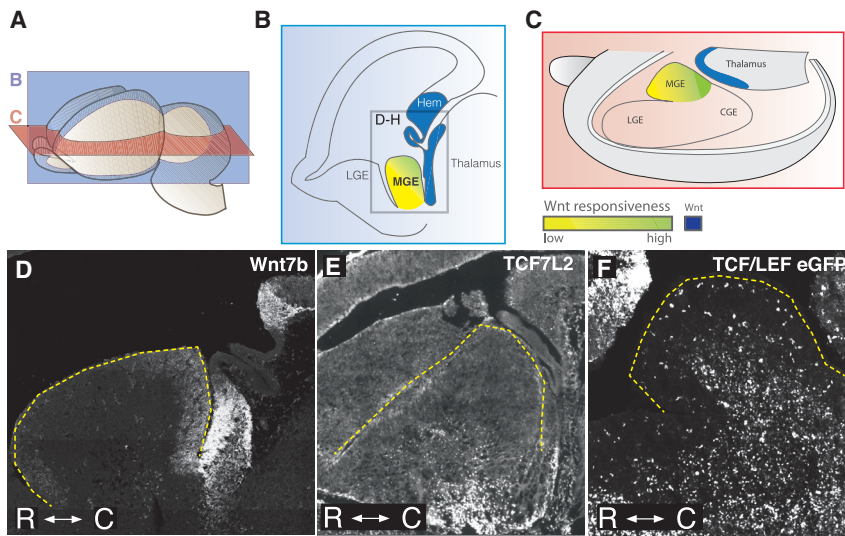 A
B
C
B
Hem
D-H
LGE
MGE
Thalamus
C
Thalamus
MGE
LGE
CGE
Wnt responsiveness
low
high
Wnt
D
Wnt7b
R ↔ C
E
TCF7L2
R ↔ C
F
TCF/LEF eGFP
R ↔ C